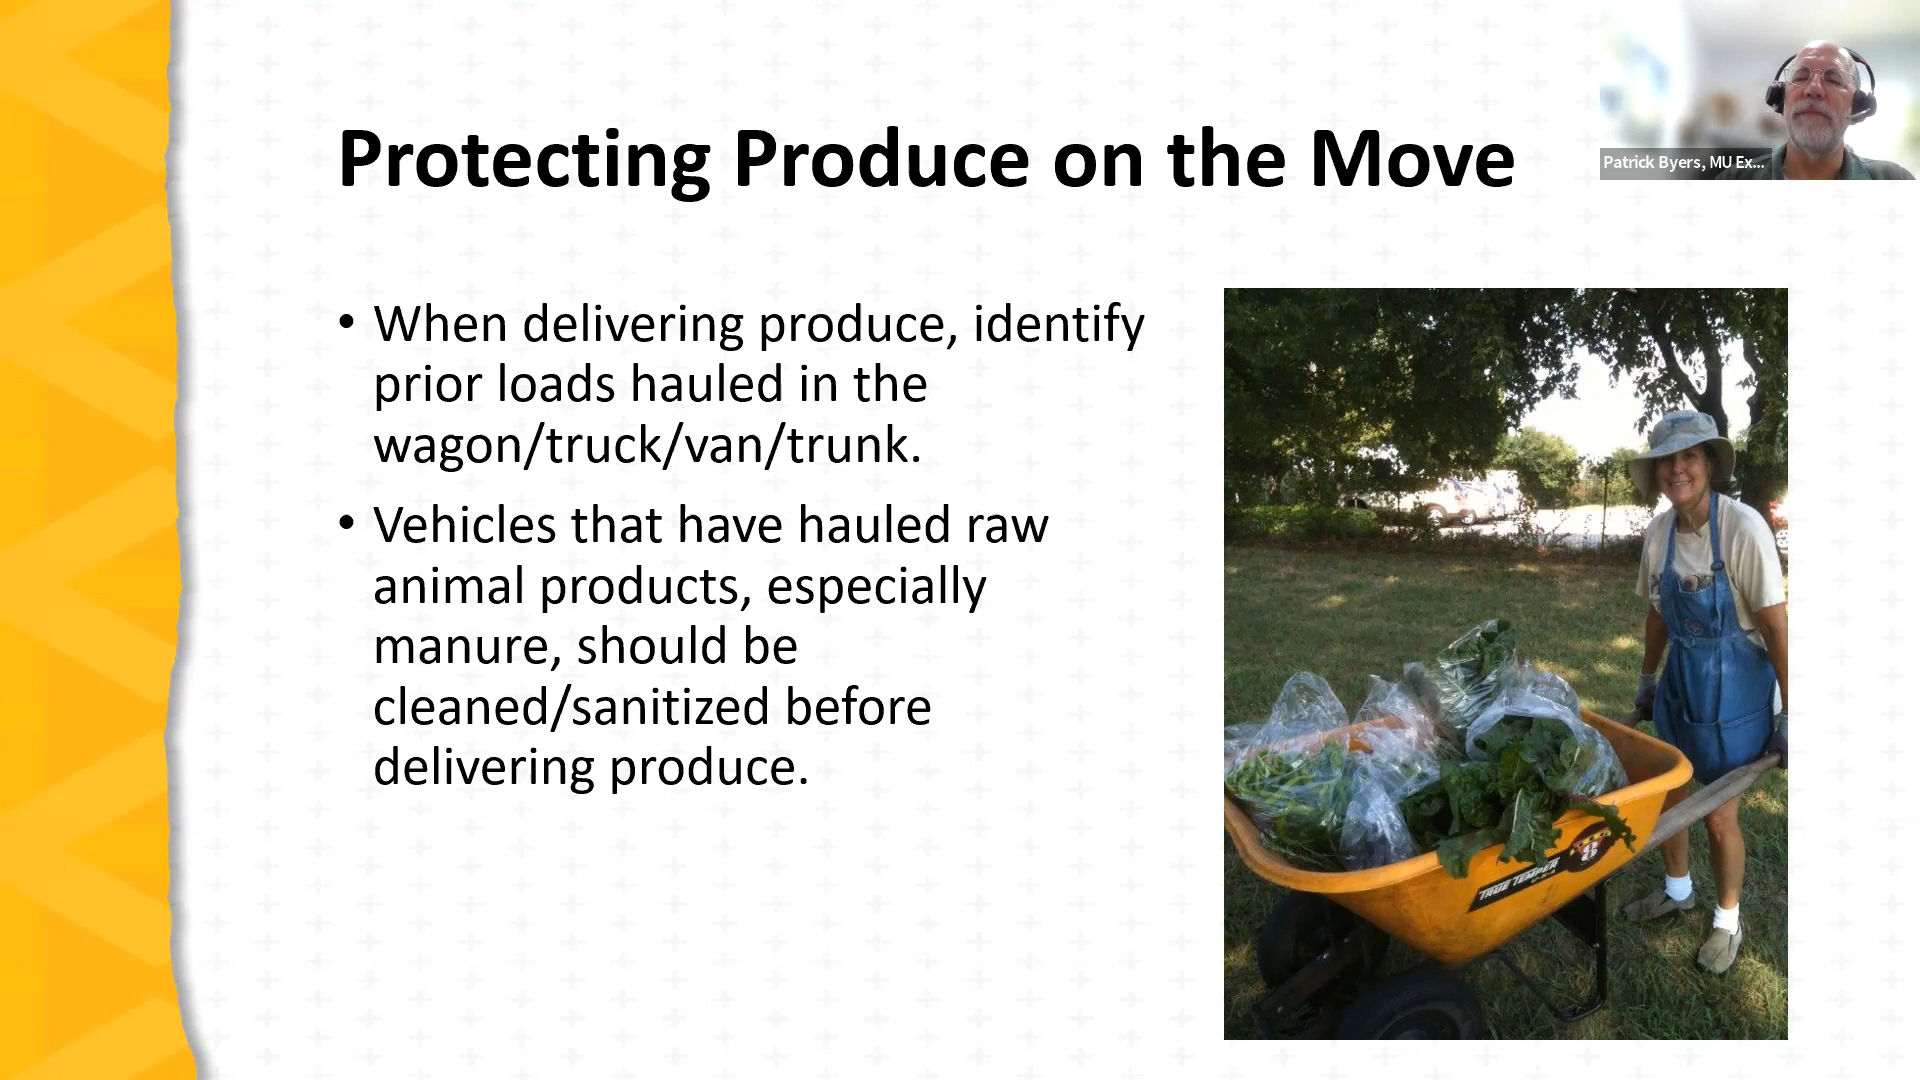 Protecting Produce on the Move
Patrick Byers, MU Ex...
• When delivering produce, identify
prior loads hauled in the
wagon/truck/van/trunk.
• Vehicles that have hauled raw
animal products, especially
manure, should be
cleaned/sanitized before
delivering produce.
TRUE TEMPER
U·S·A
8